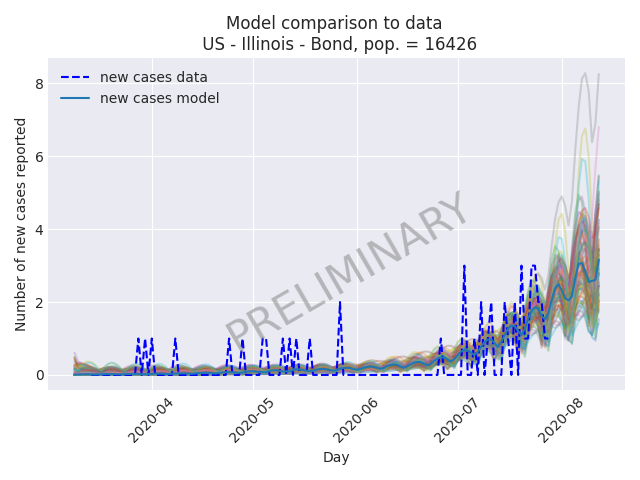 Model comparison to data
US - Illinois - Bond, pop. = 16426
new cases data
new cases model
Number of new cases reported
8
6
4
2
0
PRELIMINARY
2020-04
2020-05
2020-06
2020-07
2020-08
Day